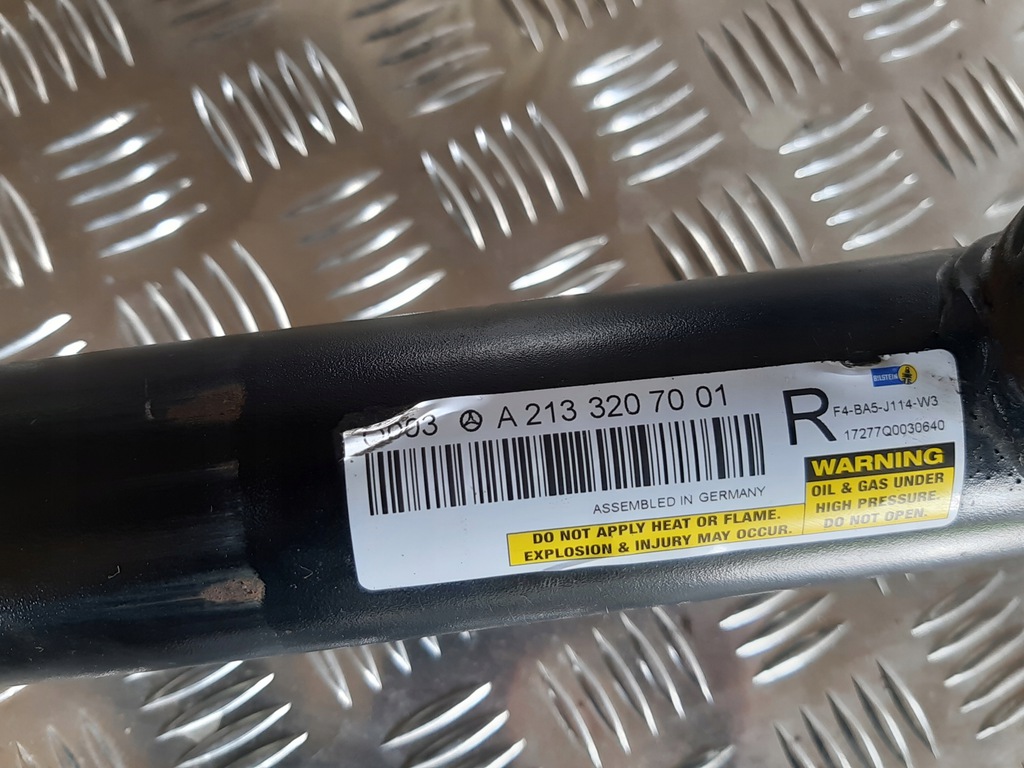 A 213 320 70 01
R
BILSTEIN
F4-BA5-J114-W3
17277Q0030640
ASSEMBLED IN GERMANY
DO NOT APPLY HEAT OR FLAME.
EXPLOSION & INJURY MAY OCCUR.
WARNING
OIL & GAS UNDER
HIGH PRESSURE.
DO NOT OPEN.